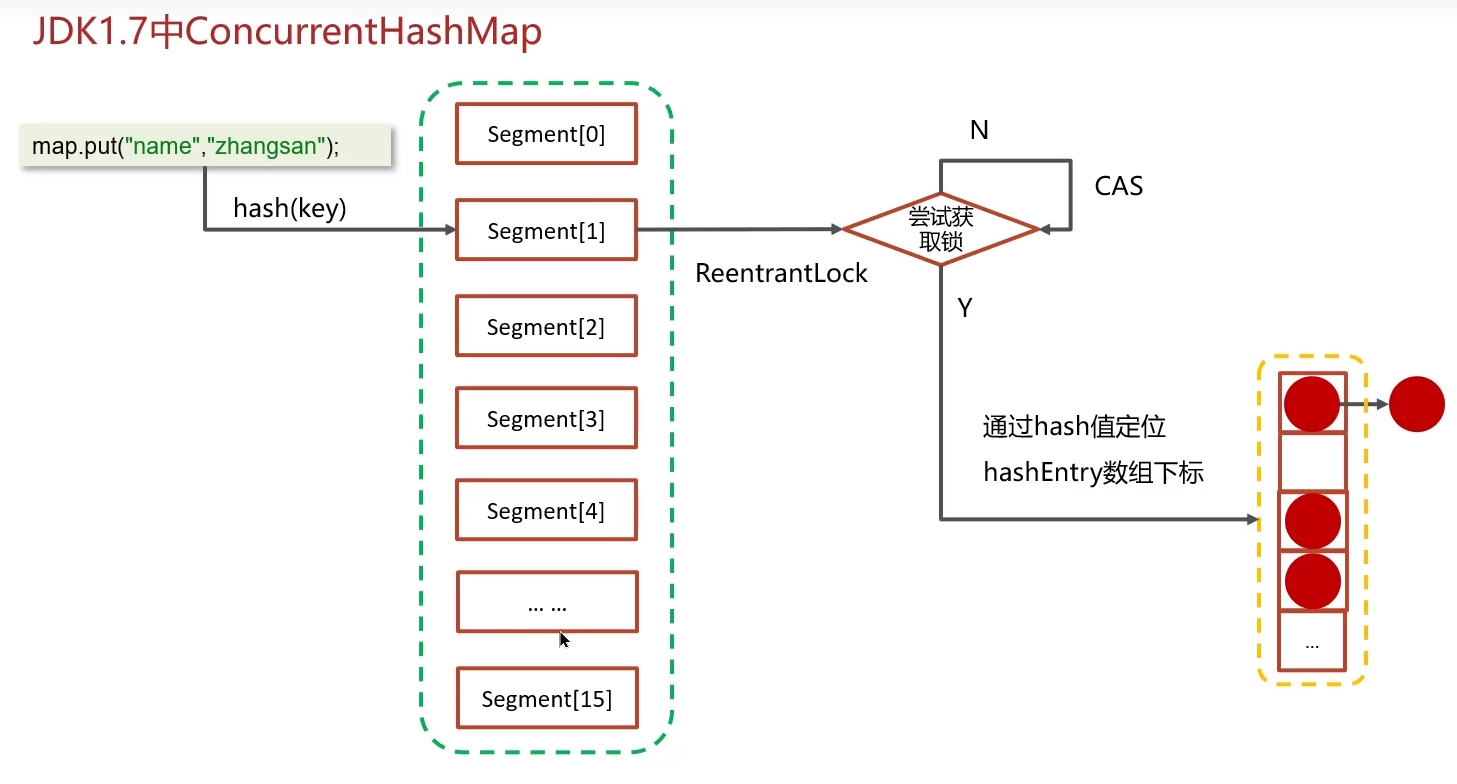 JDK1.7中ConcurrentHashMap
map.put("name","zhangsan");
hash(key)
Segment[0]
Segment[1]
Segment[2]
Segment[3]
Segment[4]
... ...
Segment[15]
ReentrantLock
尝试获
取锁
N
CAS
Y
通过hash值定位
hashEntry数组下标
...